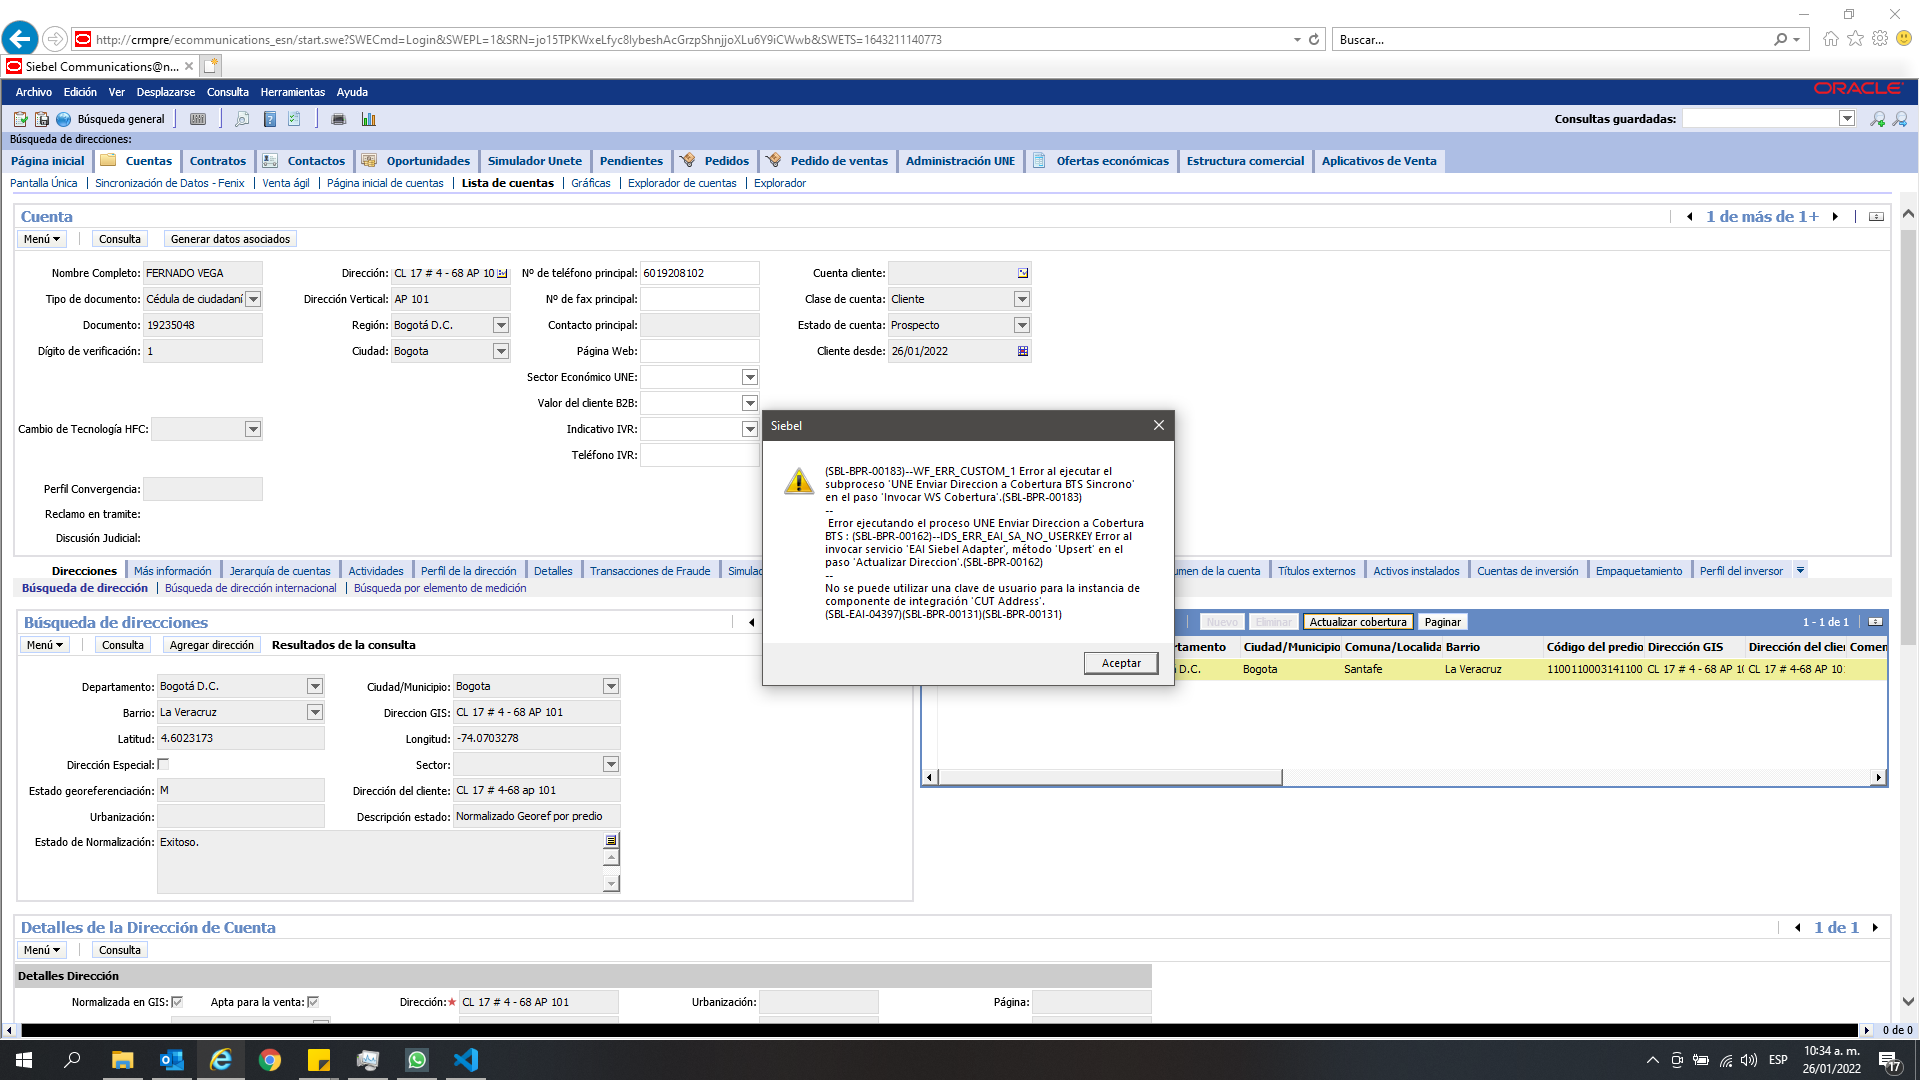 http://crmpre/ecommunications_esn/start.swe?SWECmd=Login&SWEPL=1&SRN=jo15TPKWxeLfyc8lybeshAcGrzpShnjjoXLu6Y9iCWwb&SWETS=1643211140773
Buscar...
Siebel Communications@n...
Archivo Edición Ver Desplazarse Consulta Herramientas Ayuda
ORACLE
Búsqueda general
Consultas guardadas:
Búsqueda de direcciones:
Página inicial Cuentas Contratos Contactos Oportunidades Simulador Unete Pendientes Pedidos Pedido de ventas Administración UNE Ofertas económicas Estructura comercial Aplicativos de Venta
Pantalla Única Sincronización de Datos - Fenix Venta ágil Página inicial de cuentas Lista de cuentas Gráficas Explorador de cuentas Explorador
Cuenta
1 de más de 1+
Menú Consulta Generar datos asociados
Nombre Completo: FERNADO VEGA Dirección: CL 17 # 4 - 68 AP 10 Nº de teléfono principal: 6019208102 Cuenta cliente:
Tipo de documento: Cédula de ciudadaní Dirección Vertical: AP 101 Nº de fax principal: Clase de cuenta: Cliente
Documento: 19235048 Región: Bogotá D.C. Contacto principal: Estado de cuenta: Prospecto
Dígito de verificación: 1 Ciudad: Bogota Página Web: Cliente desde: 26/01/2022
Sector Económico UNE:
Valor del cliente B2B:
Cambio de Tecnología HFC: Indicativo IVR:
Teléfono IVR:
Perfil Convergencia:
Reclamo en tramite:
Discusión Judicial:
Siebel
(SBL-BPR-00183)--WF_ERR_CUSTOM_1 Error al ejecutar el
subproceso 'UNE Enviar Direccion a Cobertura BTS Sincrono'
en el paso 'Invocar WS Cobertura'.(SBL-BPR-00183)
--
Error ejecutando el proceso UNE Enviar Direccion a Cobertura
BTS : (SBL-BPR-00162)--IDS_ERR_EAI_SA_NO_USERKEY Error al
invocar servicio 'EAI Siebel Adapter', método 'Upsert' en el
paso 'Actualizar Direccion'.(SBL-BPR-00162)
--
No se puede utilizar una clave de usuario para la instancia de
componente de integración 'CUT Address'.
(SBL-EAI-04397)(SBL-BPR-00131)(SBL-BPR-00131)
Aceptar
Direcciones Más información Jerarquía de cuentas Actividades Perfil de la dirección Detalles Transacciones de Fraude Simulac umen de la cuenta Títulos externos Activos instalados Cuentas de inversión Empaquetamiento Perfil del inversor
Búsqueda de dirección Búsqueda de dirección internacional Búsqueda por elemento de medición
Búsqueda de direcciones
Nuevo Eliminar Actualizar cobertura Paginar 1 - 1 de 1
Menú Consulta Agregar dirección Resultados de la consulta
rtamento Ciudad/Municipio Comuna/Localida Barrio Código del predio Dirección GIS Dirección del clie Comen
D.C. Bogota Santafe La Veracruz 1100110003141100 CL 17 # 4 - 68 AP 10 CL 17 # 4-68 AP 10
Departamento: Bogotá D.C. Ciudad/Municipio: Bogota
Barrio: La Veracruz Direccion GIS: CL 17 # 4 - 68 AP 101
Latitud: 4.6023173 Longitud: -74.0703278
Dirección Especial: Sector:
Estado georeferenciación: M Dirección del cliente: CL 17 # 4-68 ap 101
Urbanización: Descripción estado: Normalizado Georef por predio
Estado de Normalización: Exitoso.
Detalles de la Dirección de Cuenta
1 de 1
Menú Consulta
Detalles Dirección
Normalizada en GIS: Apta para la venta: Dirección:* CL 17 # 4 - 68 AP 101 Urbanización: Página:
0 de 0
ESP
10:34 a. m.
26/01/2022
17